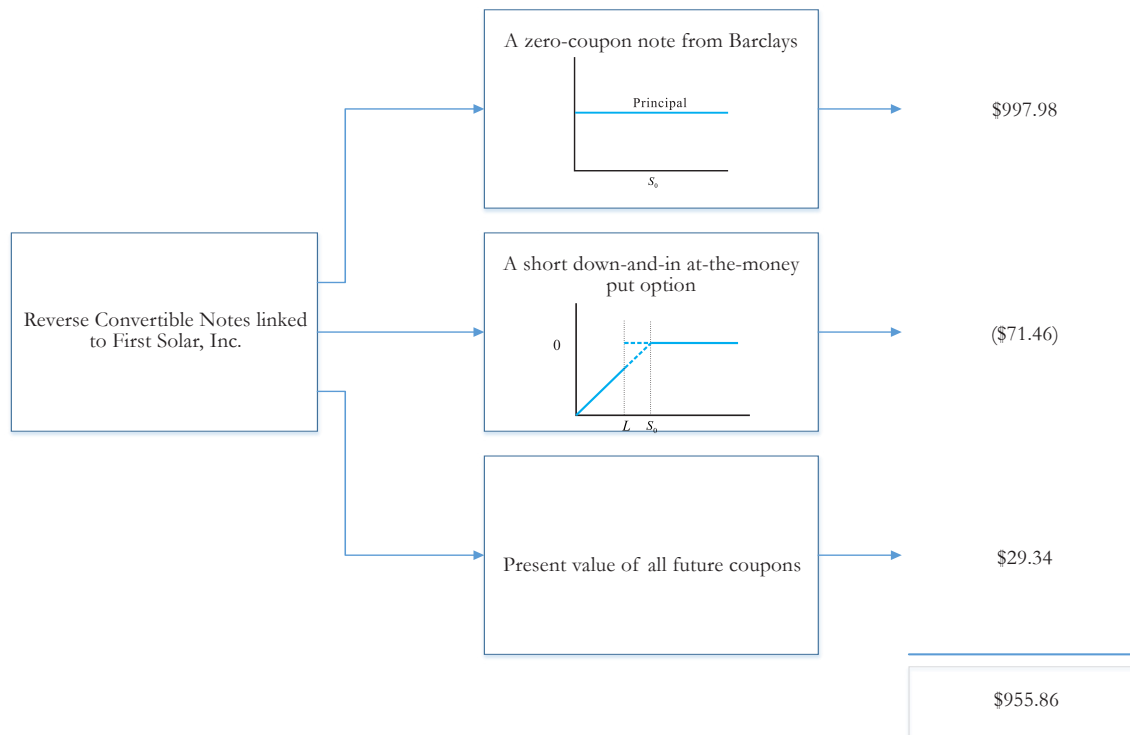 A zero-coupon note from Barclays
Principal
S₀
$997.98
Reverse Convertible Notes linked
to First Solar, Inc.
A short down-and-in at-the-money
put option
0
L S₀
($71.46)
Present value of all future coupons
$29.34
$955.86